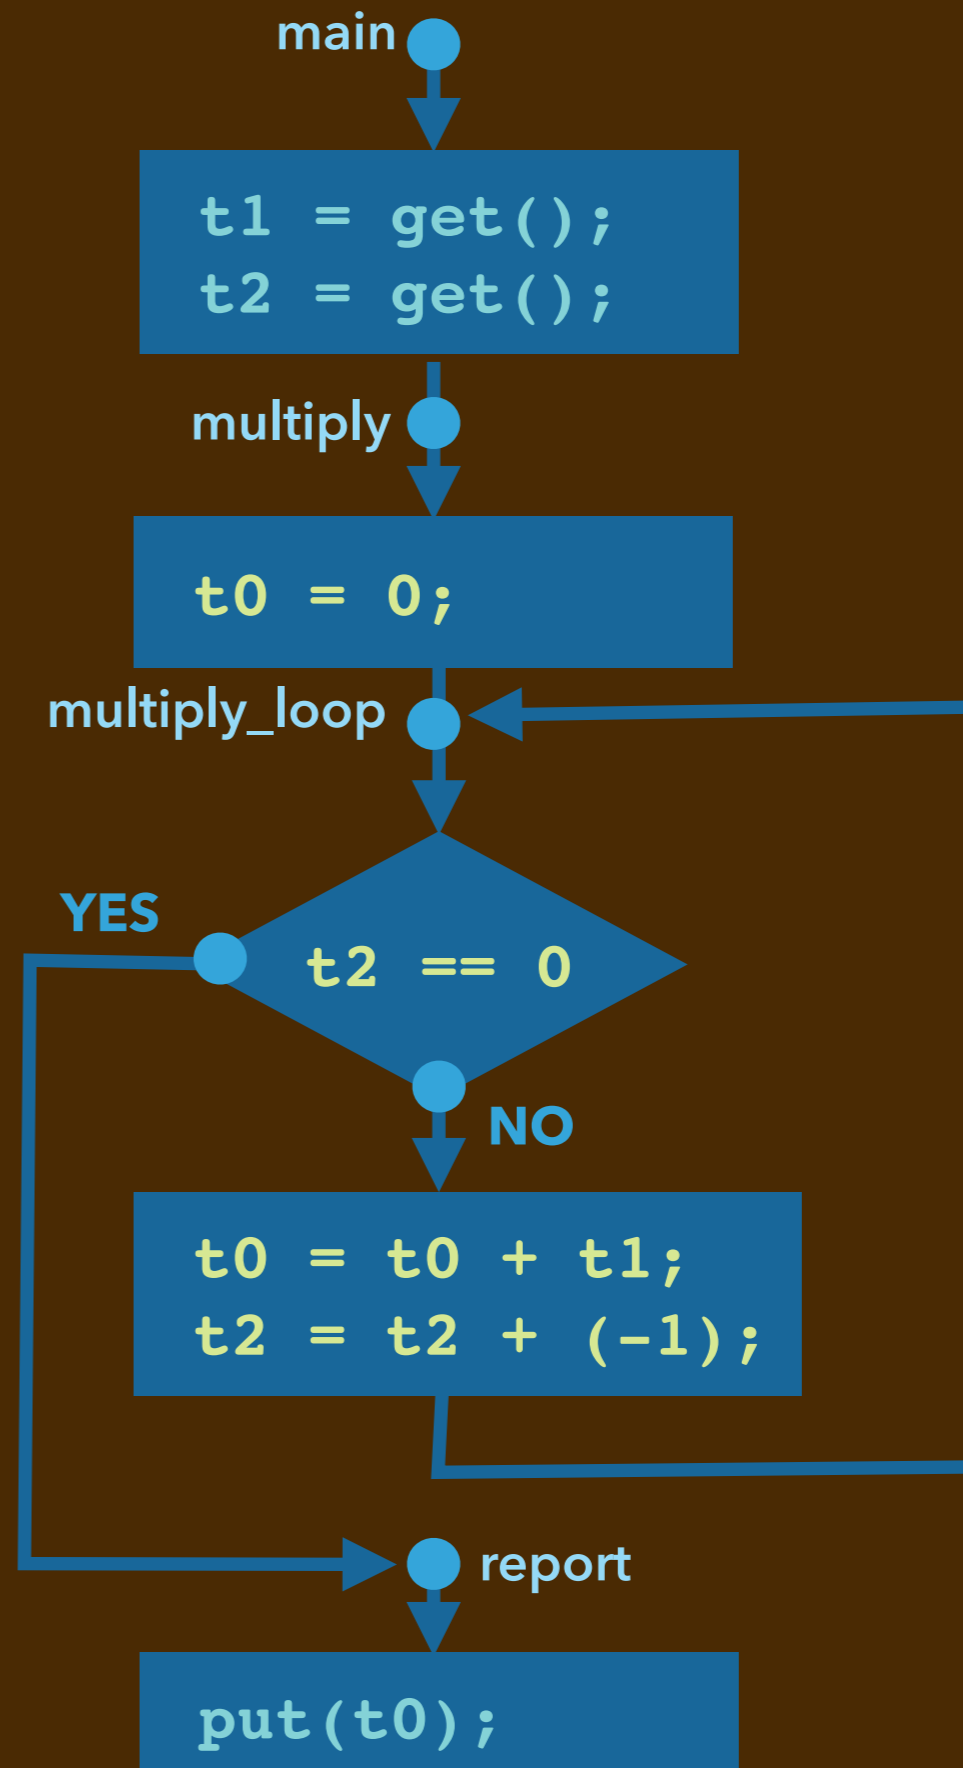 main
t1 = get();
t2 = get();
multiply
t0 = 0;
multiply_loop
YES
t2 == 0
NO
t0 = t0 + t1;
t2 = t2 + (-1);
report
put(t0);